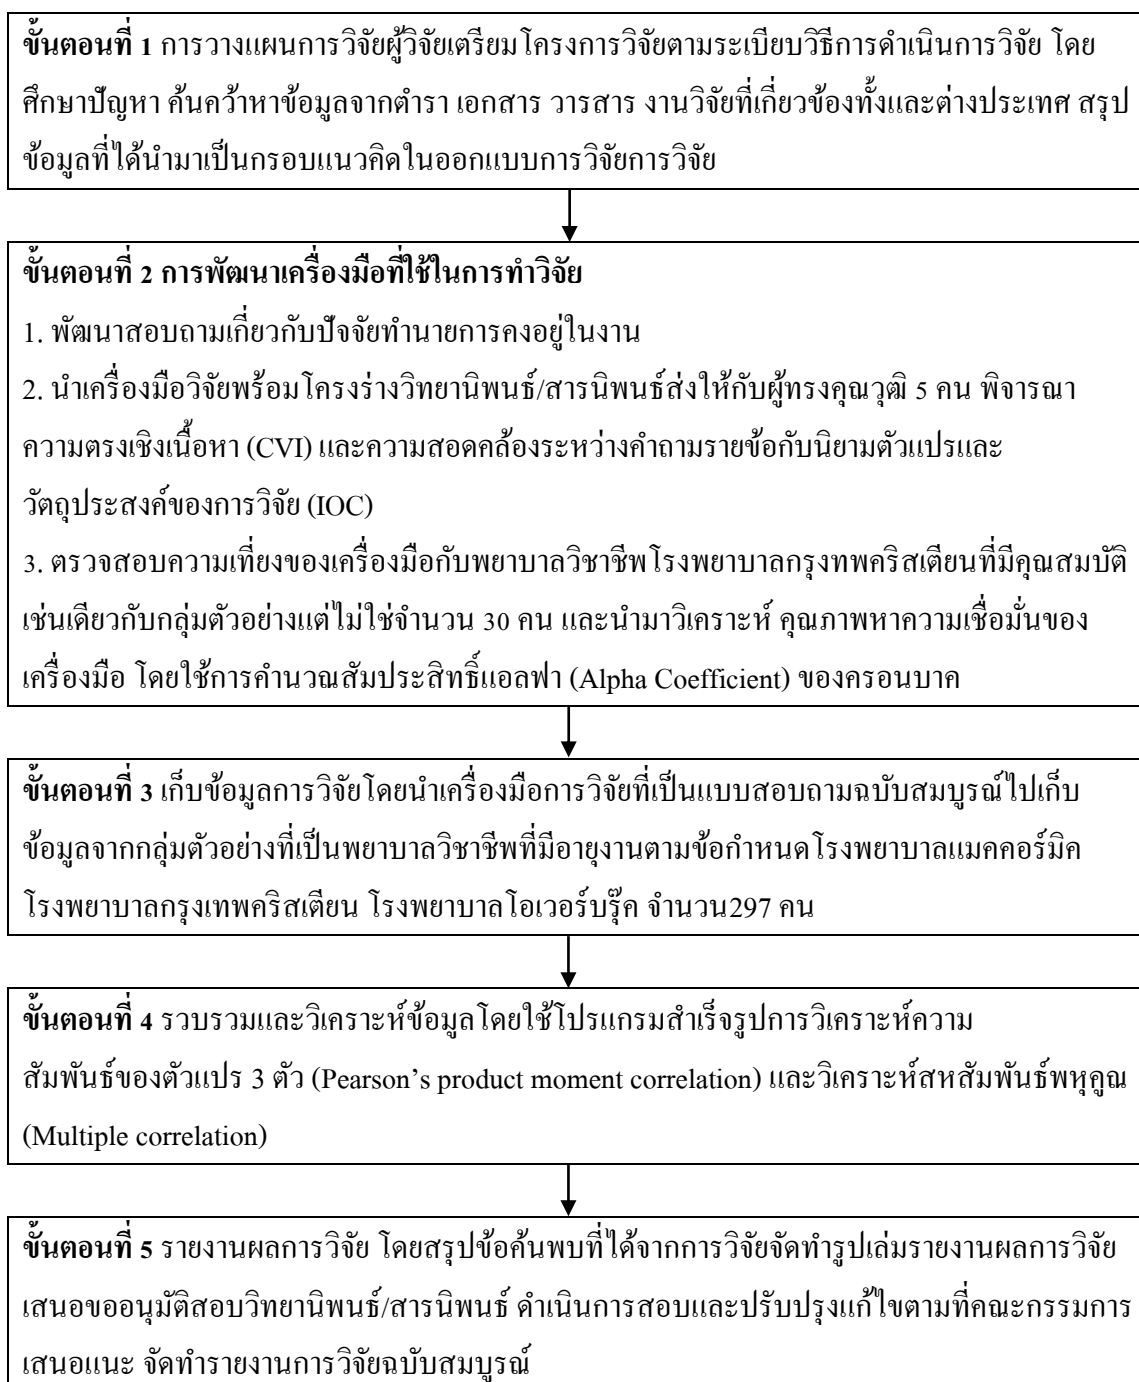 ขั้นตอนที่ 1 การวางแผนการวิจัยผู้วิจัยเตรียมโครงการวิจัยตามระเบียบวิธีการดำเนินการวิจัย โดย
ศึกษาปัญหา ค้นคว้าหาข้อมูลจากตำรา เอกสาร วารสาร งานวิจัยที่เกี่ยวข้องทั้งและต่างประเทศ สรุป
ข้อมูลที่ได้นำมาเป็นกรอบแนวคิดในออกแบบการวิจัยการวิจัย
ขั้นตอนที่ 2 การพัฒนาเครื่องมือที่ใช้ในการทำวิจัย
1. พัฒนาสอบถามเกี่ยวกับปัจจัยทำนายการคงอยู่ในงาน
2. นำเครื่องมือวิจัยพร้อมโครงร่างวิทยานิพนธ์/สารนิพนธ์ส่งให้กับผู้ทรงคุณวุฒิ 5 คน พิจารณา
ความตรงเชิงเนื้อหา (CVI) และความสอดคล้องระหว่างคำถามรายข้อกับนิยามตัวแปรและ
วัตถุประสงค์ของการวิจัย (IOC)
3. ตรวจสอบความเที่ยงของเครื่องมือกับพยาบาลวิชาชีพโรงพยาบาลกรุงทพคริสเตียนที่มีคุณสมบัติ
เช่นเดียวกับกลุ่มตัวอย่างแต่ไม่ใช่จำนวน 30 คน และนำมาวิเคราะห์ คุณภาพหาความเชื่อมั่นของ
เครื่องมือ โดยใช้การคำนวณสัมประสิทธิ์แอลฟา (Alpha Coefficient) ของครอนบาค
ขั้นตอนที่ 3 เก็บข้อมูลการวิจัยโดยนำเครื่องมือการวิจัยที่เป็นแบบสอบถามฉบับสมบูรณ์ไปเก็บ
ข้อมูลจากกลุ่มตัวอย่างที่เป็นพยาบาลวิชาชีพที่มีอายุงานตามข้อกำหนดโรงพยาบาลแมคคอร์มิค
โรงพยาบาลกรุงเทพคริสเตียน โรงพยาบาลโอเวอร์บรุ๊ค จำนวน297 คน
ขั้นตอนที่ 4 รวบรวมและวิเคราะห์ข้อมูลโดยใช้โปรแกรมสำเร็จรูปการวิเคราะห์ความ
สัมพันธ์ของตัวแปร 3 ตัว (Pearson’s product moment correlation) และวิเคราะห์สหสัมพันธ์พหุคูณ
(Multiple correlation)
ขั้นตอนที่ 5 รายงานผลการวิจัย โดยสรุปข้อค้นพบที่ได้จากการวิจัยจัดทำรูปเล่มรายงานผลการวิจัย
เสนอขออนุมัติสอบวิทยานิพนธ์/สารนิพนธ์ ดำเนินการสอบและปรับปรุงแก้ไขตามที่คณะกรรมการ
เสนอแนะ จัดทำรายงานการวิจัยฉบับสมบูรณ์